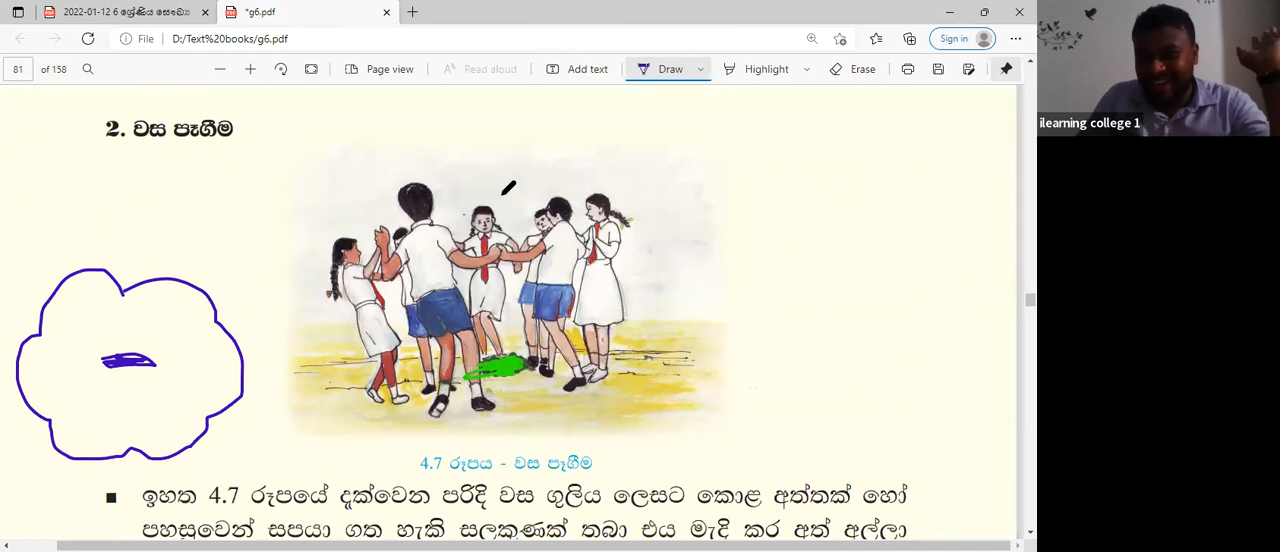 2022-01-12 6 ශ්‍රේණිය සෞඛ්‍ය
*g6.pdf
File
D:/Text%20books/g6.pdf
Sign in
81 of 158
Page view
Read aloud
Add text
Draw
Highlight
Erase
ilearning college 1
2. වස පෑගීම
4.7 රූපය - වස පෑගීම
ඉහත 4.7 රූපයේ දැක්වෙන පරිදි වස ගුලිය ලෙසට කොළ අත්තක් හෝ
පහසුවෙන් සපයා ගත හැකි සලකුණක් තබා එය මැදි කර අත් අල්ලා